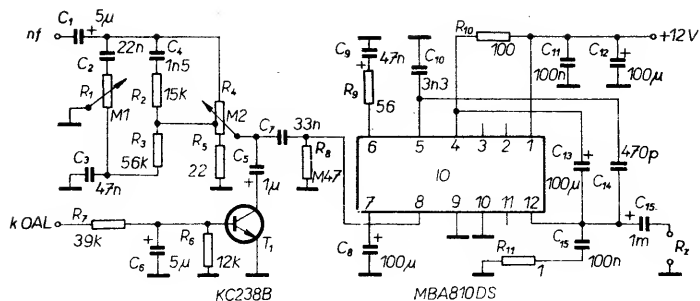 C1 5µ
nf
22n
C2
C4
1n5
R1
M1
R2
15k
R4
M2
R3
56k
R5
22
C3
47n
C7
33n
C5
1µ
R8
M47
k OAL
R7
39k
C6
5µ
R6
12k
T1
KC238B
C9
47n
R9
56
C10
3n3
R10
100
C11
100n
C12
100µ
+12V
6 5 4 3 2 1
IO
7 8 9 10 11 12
C13
100µ
470p
C14
C15
1m
C8
100µ
R11
1
C15
100n
Rz
MBA810DS